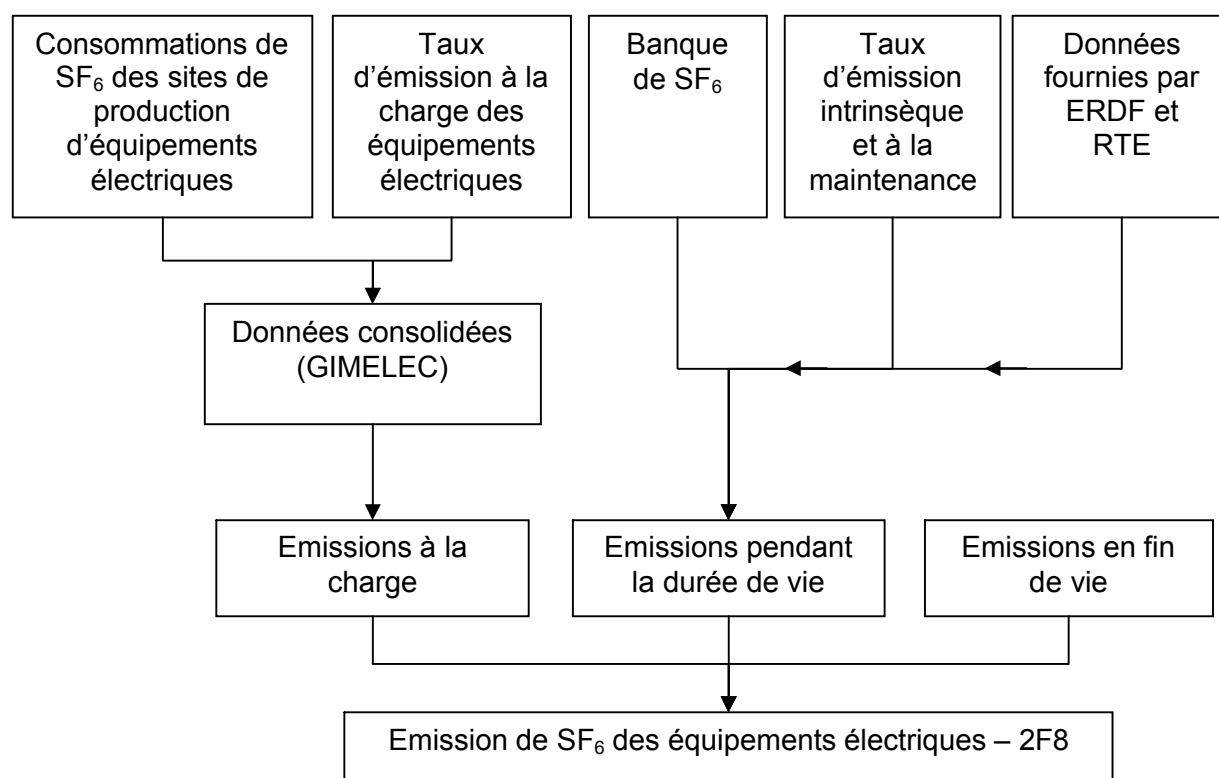 Consommations de
SF₆ des sites de
production
d’équipements
électriques
Taux
d’émission à la
charge des
équipements
électriques
Banque
de SF₆
Taux
d’émission
intrinsèque
et à la
maintenance
Données
fournies par
ERDF et
RTE
Données consolidées
(GIMELEC)
Emissions à la
charge
Emissions pendant
la durée de vie
Emissions en fin
de vie
Emission de SF₆ des équipements électriques – 2F8